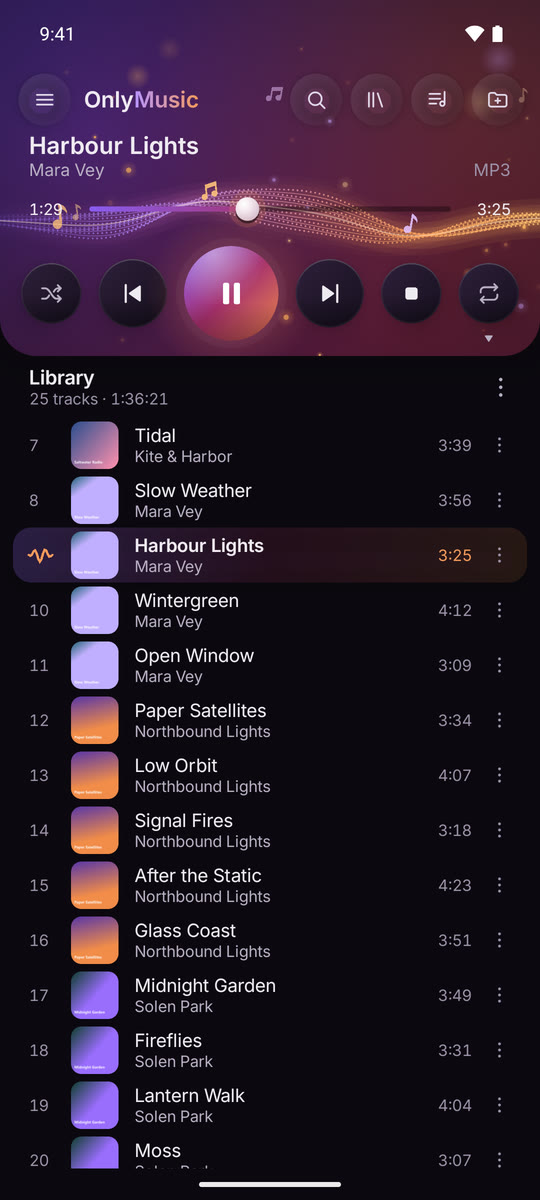 9:41
OnlyMusic
Harbour Lights
Mara Vey
MP3
1:29
3:25
Library
25 tracks · 1:36:21
7
Tidal
Kite & Harbor
3:39
8
Slow Weather
Mara Vey
3:56
Harbour Lights
Mara Vey
3:25
10
Wintergreen
Mara Vey
4:12
11
Open Window
Mara Vey
3:09
12
Paper Satellites
Northbound Lights
3:34
13
Low Orbit
Northbound Lights
4:07
14
Signal Fires
Northbound Lights
3:18
15
After the Static
Northbound Lights
4:23
16
Glass Coast
Northbound Lights
3:51
17
Midnight Garden
Solen Park
3:49
18
Fireflies
Solen Park
3:31
19
Lantern Walk
Solen Park
4:04
20
Moss
3:07